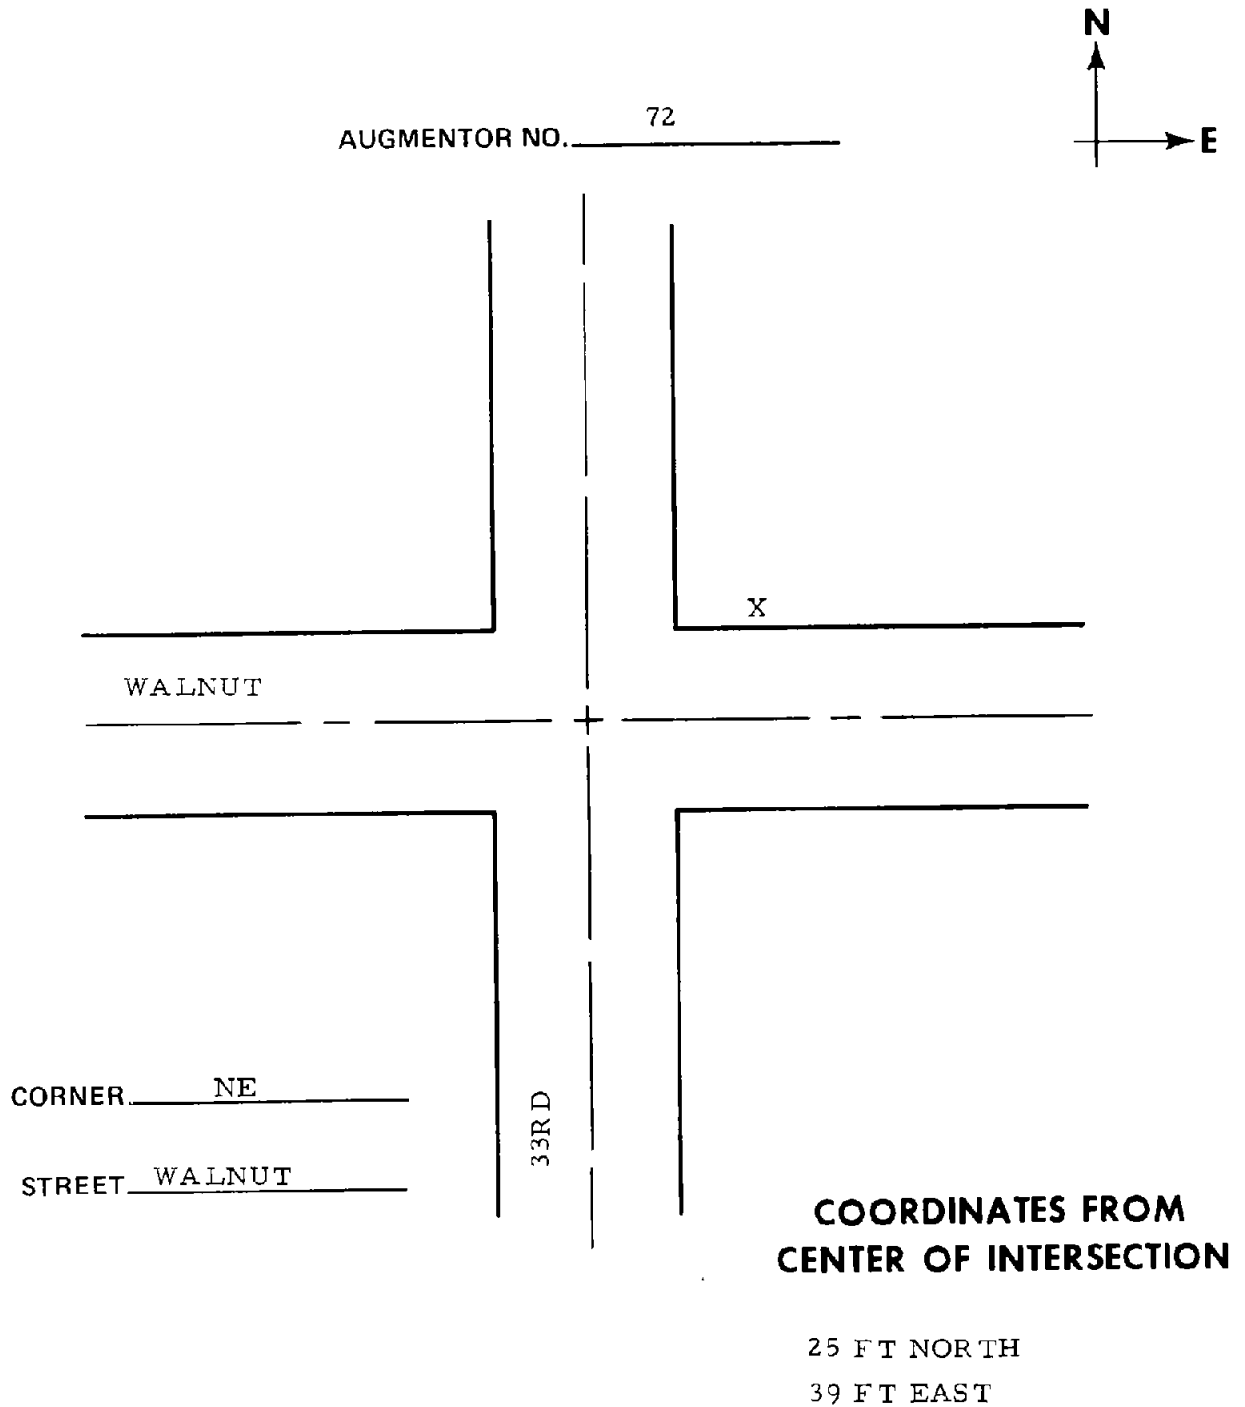 N
E
AUGMENTOR NO. 72
X
WALNUT
CORNER NE
33RD
STREET WALNUT
COORDINATES FROM
CENTER OF INTERSECTION
25 FT NORTH
39 FT EAST